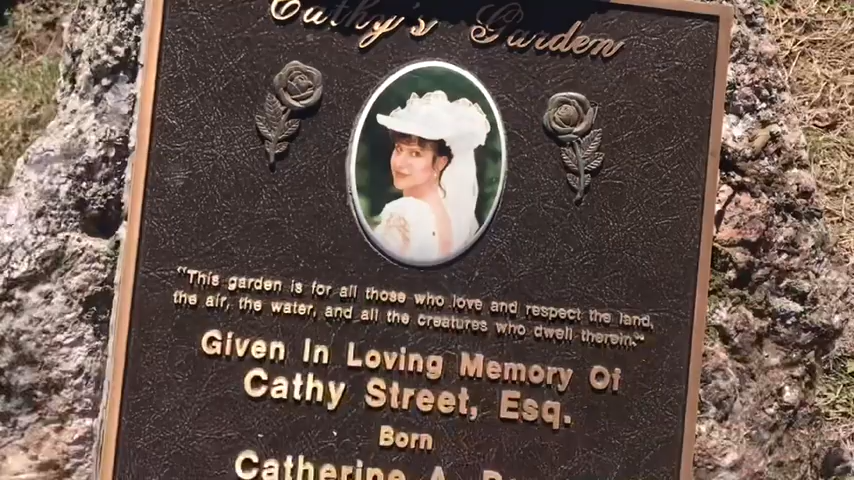 Cathy's Garden
"This garden is for all those who love and respect the land,
the air, the water, and all the creatures who dwell therein."
Given In Loving Memory Of
Cathy Street, Esq.
Born
Catherine A.